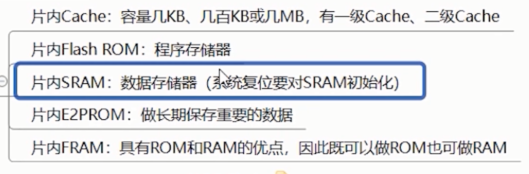 片内Cache：容量几KB、几百KB或几MB，有一级Cache、二级Cache
片内Flash ROM：程序存储器
片内SRAM：数据存储器（系统复位要对SRAM初始化）
片内E2PROM：做长期保存重要的数据
片内FRAM：具有ROM和RAM的优点，因此既可以做ROM也可做RAM